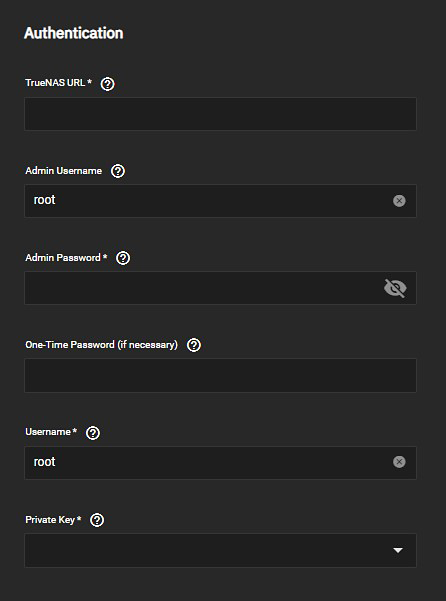 Authentication
TrueNAS URL *
Admin Username
root
Admin Password *
One-Time Password (if necessary)
Username *
root
Private Key *